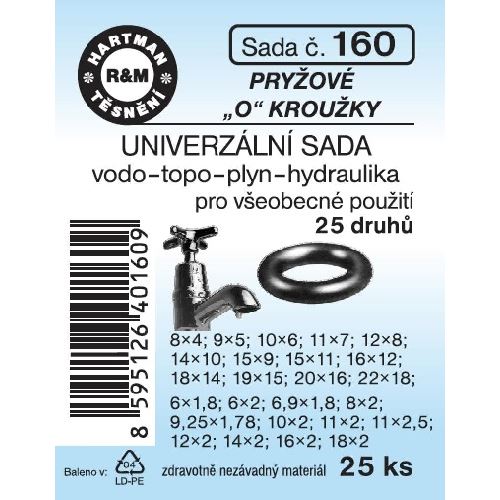 HARTMAN
R&M
TĚSNĚNÍ
Sada č. 160
PRYŽOVÉ
„O“ KROUŽKY
UNIVERZÁLNÍ SADA
vodo-topo-plyn-hydraulika
pro všeobecné použití
25 druhů
8 595126 401609
8×4; 9×5; 10×6; 11×7; 12×8;
14×10; 15×9; 15×11; 16×12;
18×14; 19×15; 20×16; 22×18;
6×1,8; 6×2; 6,9×1,8; 8×2;
9,25×1,78; 10×2; 11×2; 11×2,5;
12×2; 14×2; 16×2; 18×2
Baleno v:
04
LD-PE
zdravotně nezávadný materiál
25 ks